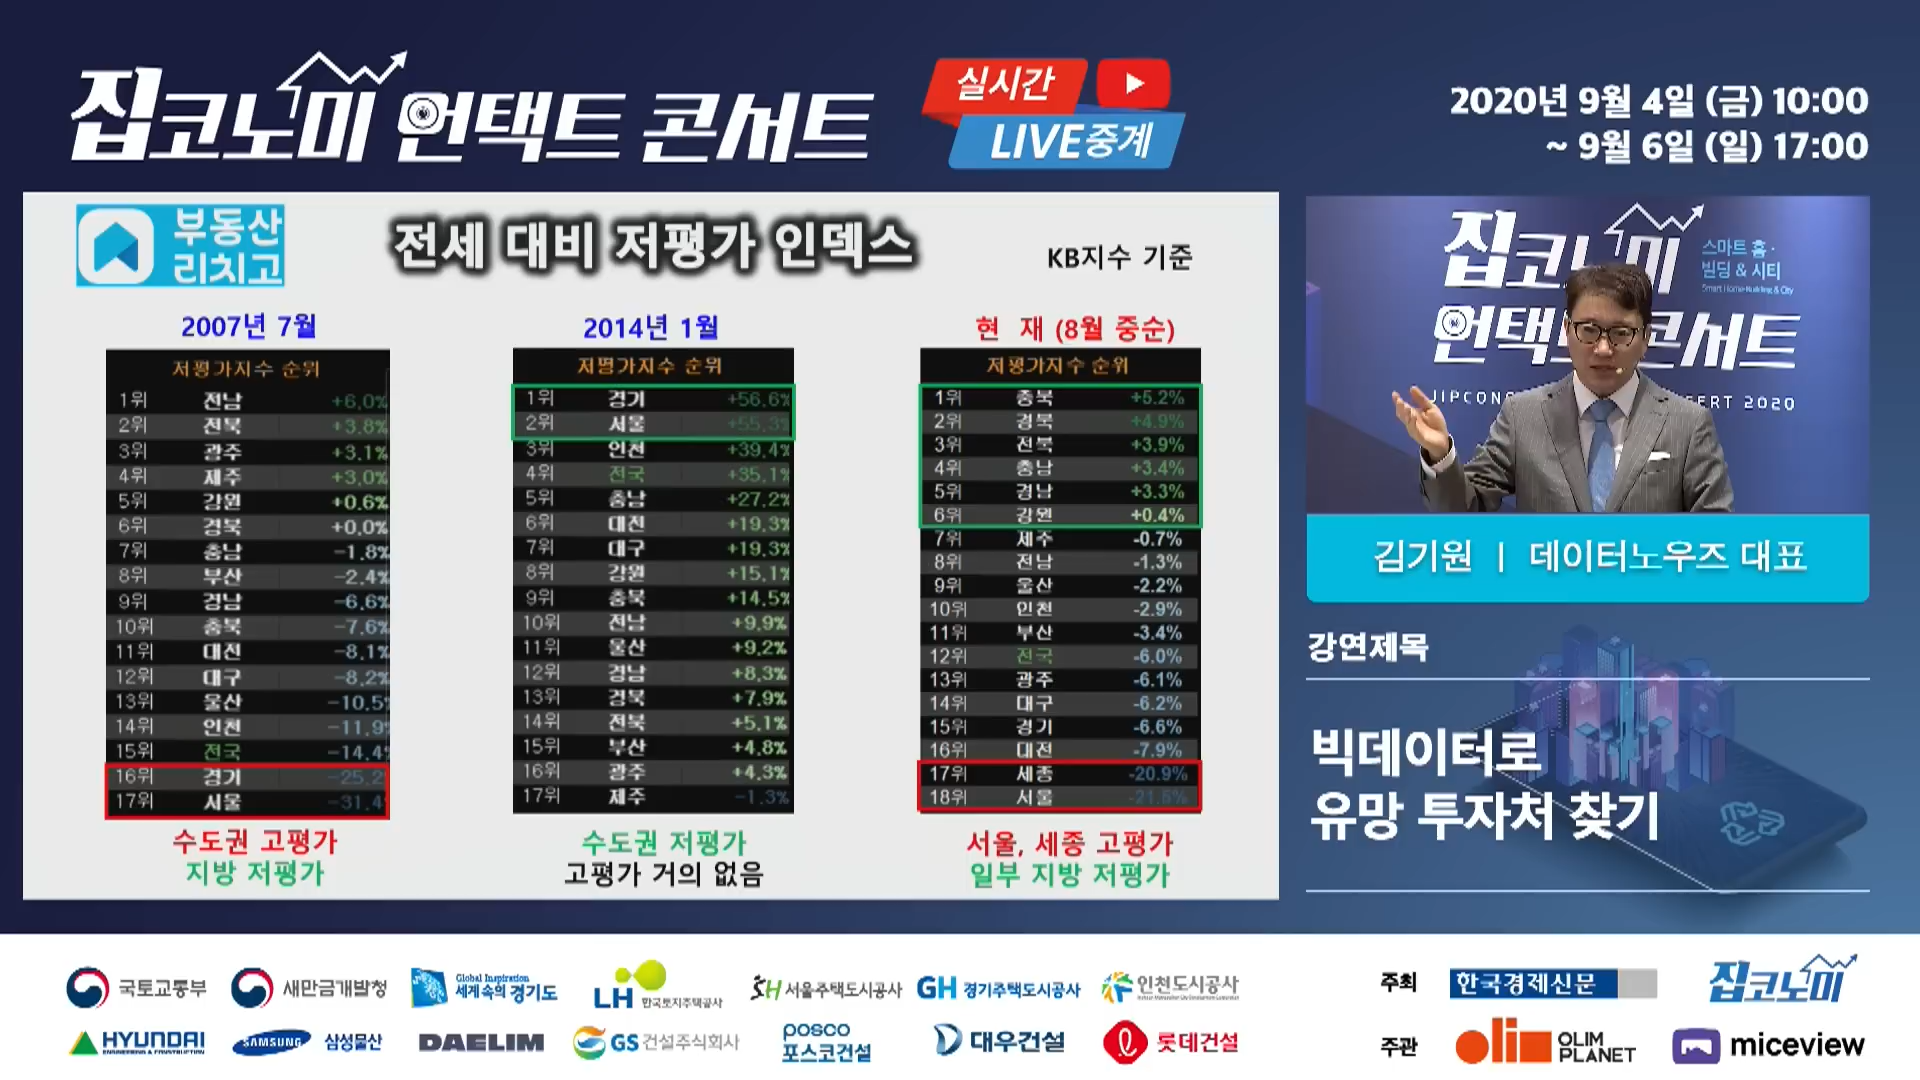 집코노미 언택트 콘서트
실시간
LIVE중계
2020년 9월 4일 (금) 10:00
~ 9월 6일 (일) 17:00
부동산
리치고
전세 대비 저평가 인덱스
KB지수 기준
2007년 7월
저평가지수 순위
1위 전남 +6.0%
2위 전북 +3.8%
3위 광주 +3.1%
4위 제주 +3.0%
5위 강원 +0.6%
6위 경북 +0.0%
7위 충남 -1.8%
8위 부산 -2.4%
9위 경남 -6.6%
10위 충북 -7.6%
11위 대전 -8.1%
12위 대구 -8.2%
13위 울산 -10.5
14위 인천 -11.9
15위 전국 -14.4
16위 경기 -25.2
17위 서울 -31.4
수도권 고평가
지방 저평가
2014년 1월
저평가지수 순위
1위 경기 +56.6%
2위 서울 +55.3%
3위 인천 +39.4%
4위 전국 +35.1%
5위 충남 +27.2%
6위 대전 +19.3%
7위 대구 +19.3%
8위 강원 +15.1%
9위 충북 +14.5%
10위 전남 +9.9%
11위 울산 +9.2%
12위 경남 +8.3%
13위 경북 +7.9%
14위 전북 +5.1%
15위 부산 +4.8%
16위 광주 +4.3%
17위 제주 -1.3%
수도권 저평가
고평가 거의 없음
현 재 (8월 중순)
저평가지수 순위
1위 충북 +5.2%
2위 경북 +4.9%
3위 전북 +3.9%
4위 충남 +3.4%
5위 경남 +3.3%
6위 강원 +0.4%
7위 제주 -0.7%
8위 전남 -1.3%
9위 울산 -2.2%
10위 인천 -2.9%
11위 부산 -3.4%
12위 전국 -6.0%
13위 광주 -6.1%
14위 대구 -6.2%
15위 경기 -6.6%
16위 대전 -7.9%
17위 세종 -20.9%
18위 서울 -21.5%
서울, 세종 고평가
일부 지방 저평가
집코노미
스마트 홈·
빌딩 & 시티
Smart Home·Building & City
언택트 콘서트
JIPCON ERT 2020
김기원 | 데이터노우즈 대표
강연제목
빅데이터로
유망 투자처 찾기
국토교통부
새만금개발청
Global Inspiration
세계속의 경기도
LH 한국토지주택공사
SH 서울주택도시공사
GH 경기주택도시공사
인천도시공사
주최 한국경제신문 집코노미
HYUNDAI
ENGINEERING & CONSTRUCTION
SAMSUNG 삼성물산
DAELIM
GS건설주식회사
posco
포스코건설
대우건설
롯데건설
주관 olim OLIM
PLANET
miceview